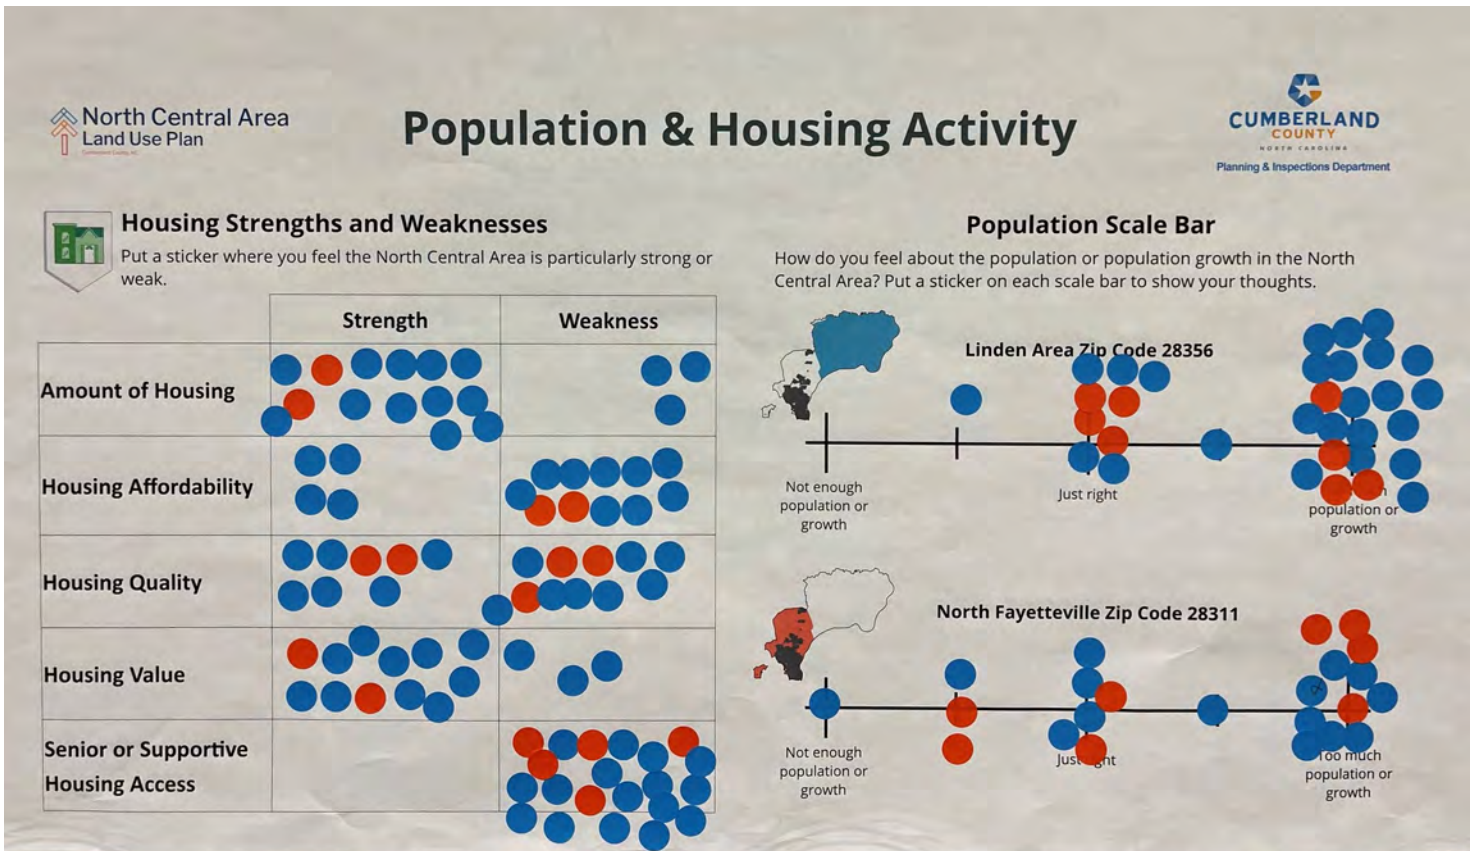 North Central Area
Land Use Plan
Population & Housing Activity
CUMBERLAND
COUNTY
NORTH CAROLINA
Planning & Inspections Department
Housing Strengths and Weaknesses
Put a sticker where you feel the North Central Area is particularly strong or
weak.
Strength Weakness
Amount of Housing
Housing Affordability
Housing Quality
Housing Value
Senior or Supportive
Housing Access
Population Scale Bar
How do you feel about the population or population growth in the North
Central Area? Put a sticker on each scale bar to show your thoughts.
Linden Area Zip Code 28356
Not enough
population or
growth
Just right
population or
growth
North Fayetteville Zip Code 28311
Not enough
population or
growth
Just right
Too much
population or
growth